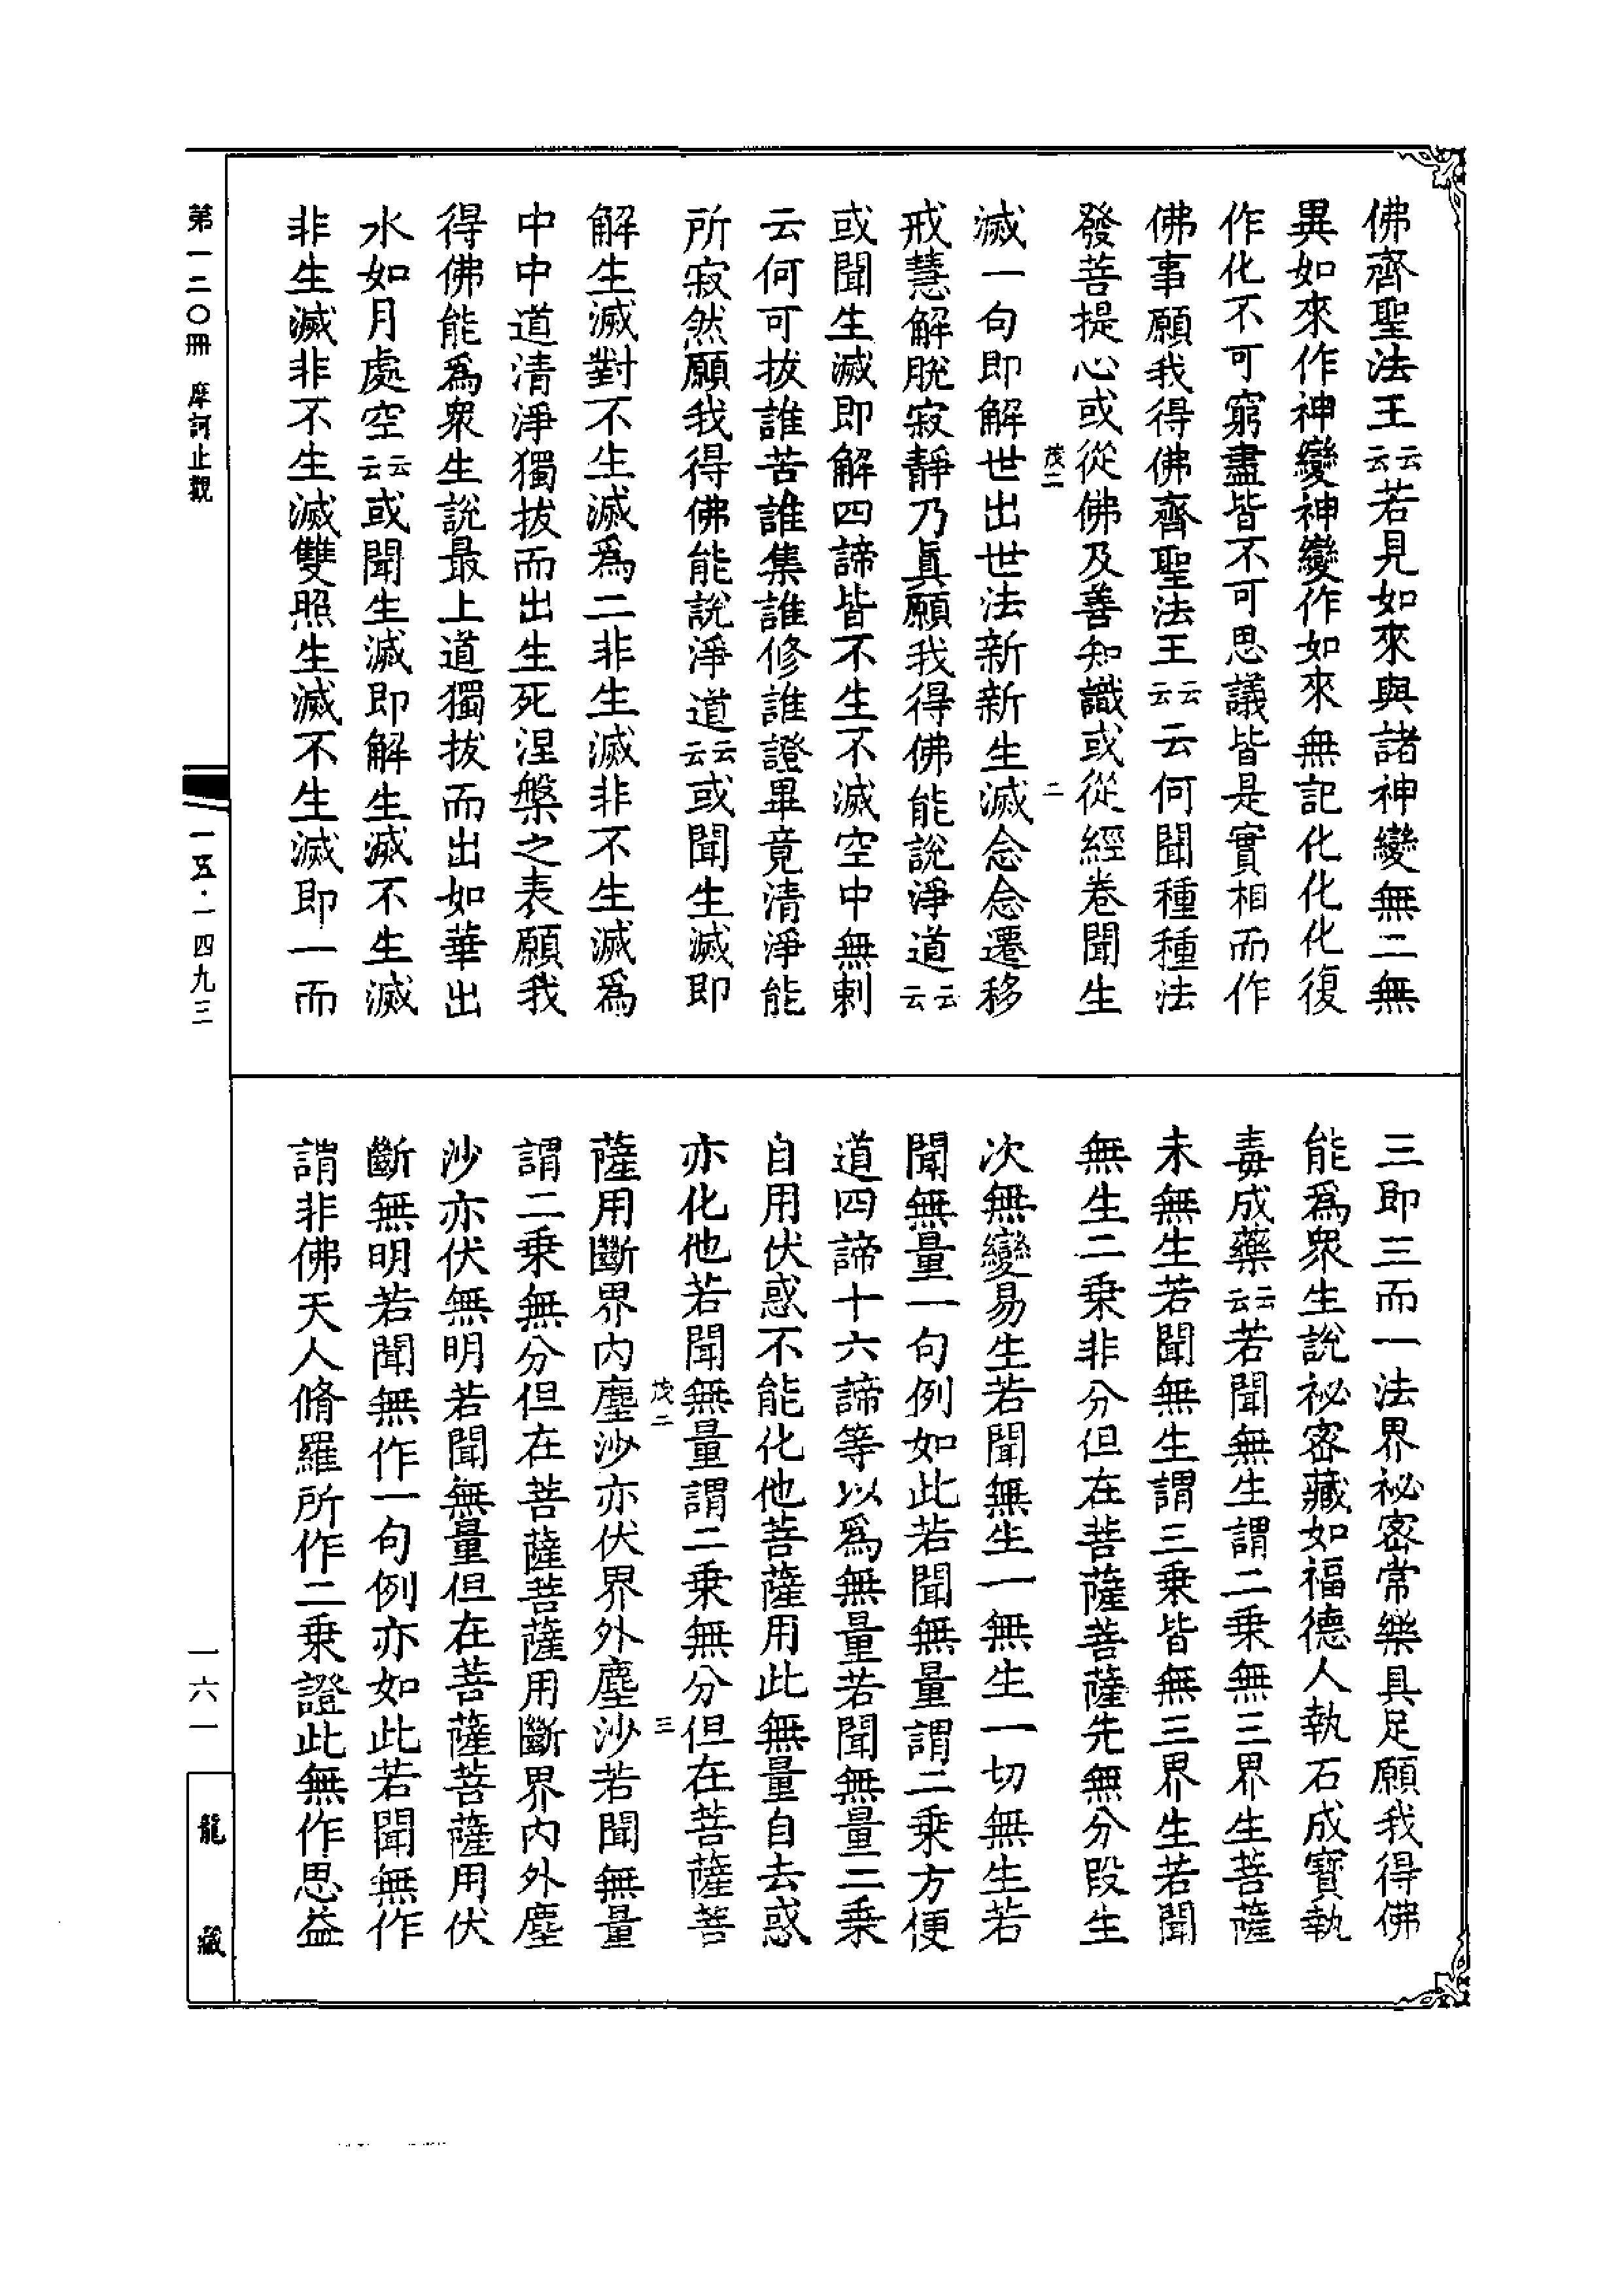 佛齊聖法王云云若見如來與諸神變無二無
異如來作神變神變作如來無記化化化復
作化不可窮盡皆不可思議皆是實相而作
佛事願我得佛齊聖法王云云云何聞種種法
發菩提心或從佛及善知識或從經卷聞生
茂二 二
滅一句即解世出世法新新生滅念念遷移
戒慧解脫寂靜乃眞願我得佛能說淨道云云
或聞生滅即解四諦皆不生不滅空中無刺
云何可拔誰苦誰集誰修誰證畢竟清淨能
所寂然願我得佛能說淨道云云或聞生滅即
解生滅對不生滅爲二非生滅非不生滅爲
中中道清淨獨拔而出生死涅槃之表願我
得佛能爲衆生說最上道獨拔而出如華出
水如月處空云云或聞生滅即解生滅不生滅
非生滅非不生滅雙照生滅不生滅即一而
三即三而一法界祕密常樂具足願我得佛
能爲衆生說祕密藏如福德人執石成寶執
毒成藥云云若聞無生謂二乘無三界生菩薩
未無生若聞無生謂三乘皆無三界生若聞
無生二乘非分但在菩薩菩薩先無分段生
次無變易生若聞無生一無生一切無生若
聞無量一句例如此若聞無量謂二乘方便
道四諦十六諦等以爲無量若聞無量二乘
自用伏惑不能化他菩薩用此無量自去惑
亦化他若聞無量謂二乘無分但在菩薩菩
茂二 三
薩用斷界內塵沙亦伏界外塵沙若聞無量
謂二乘無分但在菩薩菩薩用斷界內外塵
沙亦伏無明若聞無量但在菩薩菩薩用伏
斷無明若聞無作一句例亦如此若聞無作
謂非佛天人脩羅所作二乘證此無作思益
第一二〇冊 摩訶止觀
一五·一四九三
一六一
龍藏